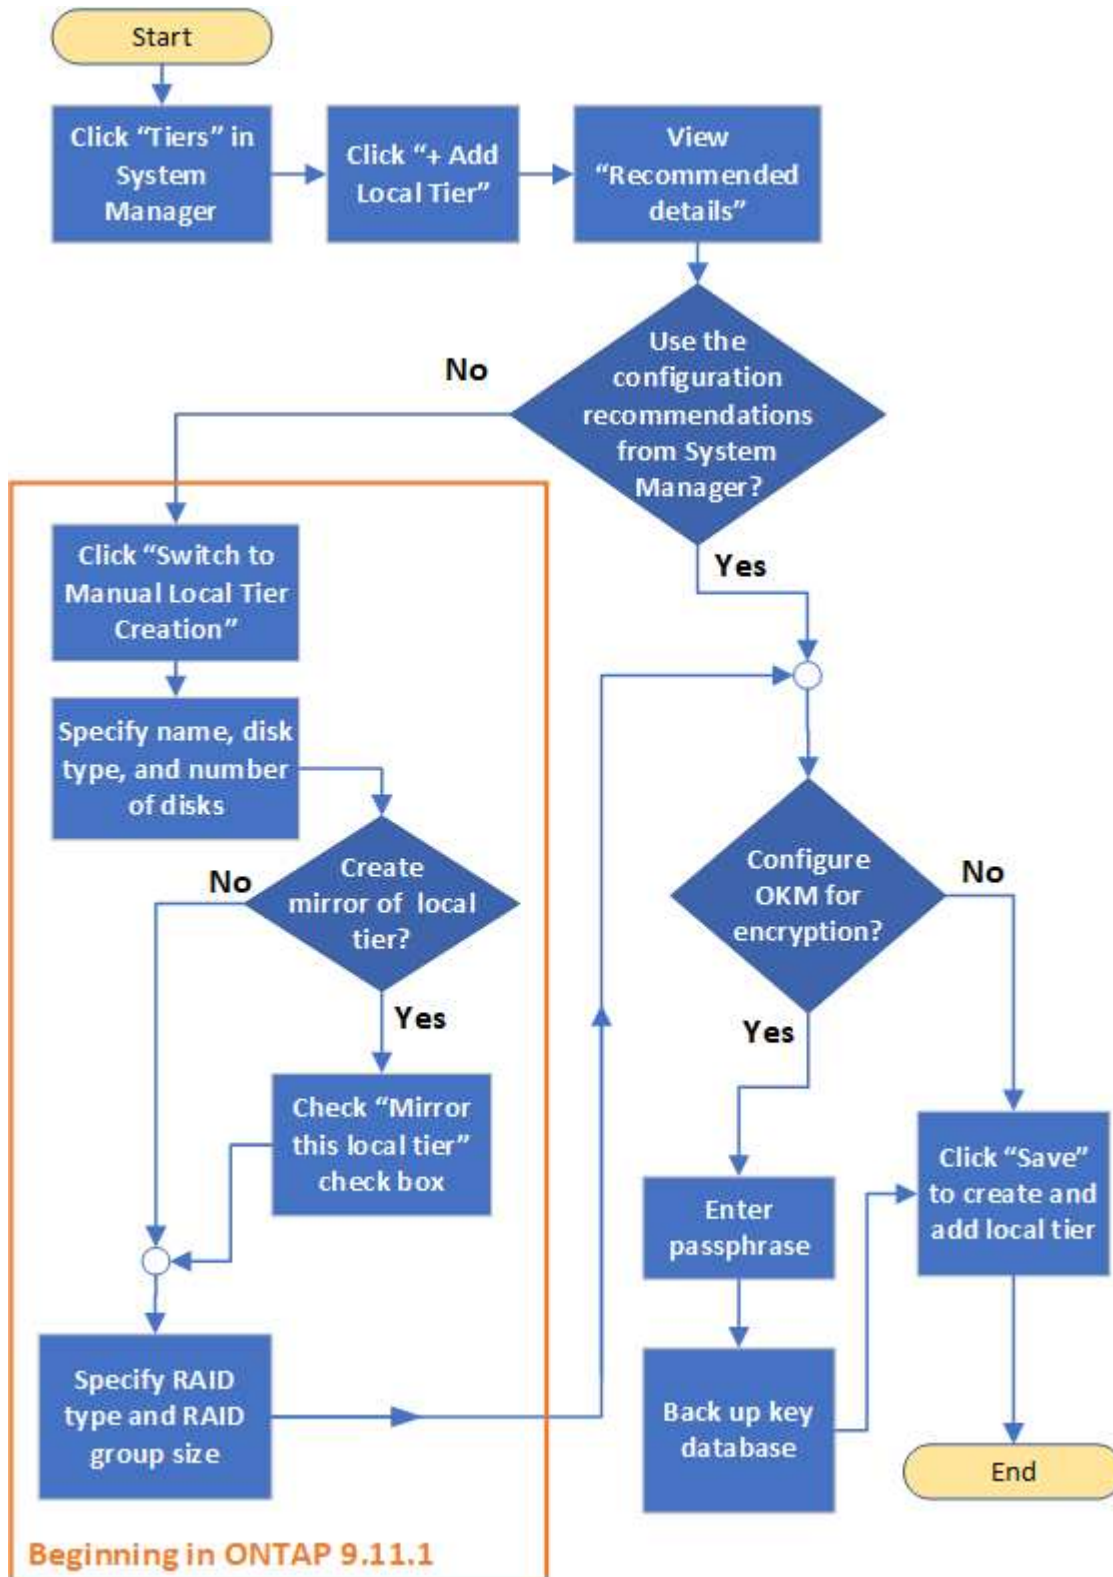 Start
Click “Tiers” in
System
Manager
Click “+ Add
Local Tier”
View
“Recommended
details”
Use the
configuration
recommendations
from System
Manager?
No
Yes
Click “Switch to
Manual Local Tier
Creation”
Specify name, disk
type, and number
of disks
Create
mirror of local
tier?
No
Yes
Check “Mirror
this local tier”
check box
Specify RAID
type and RAID
group size
Beginning in ONTAP 9.11.1
Configure
OKM for
encryption?
No
Yes
Enter
passphrase
Back up key
database
Click “Save”
to create and
add local tier
End